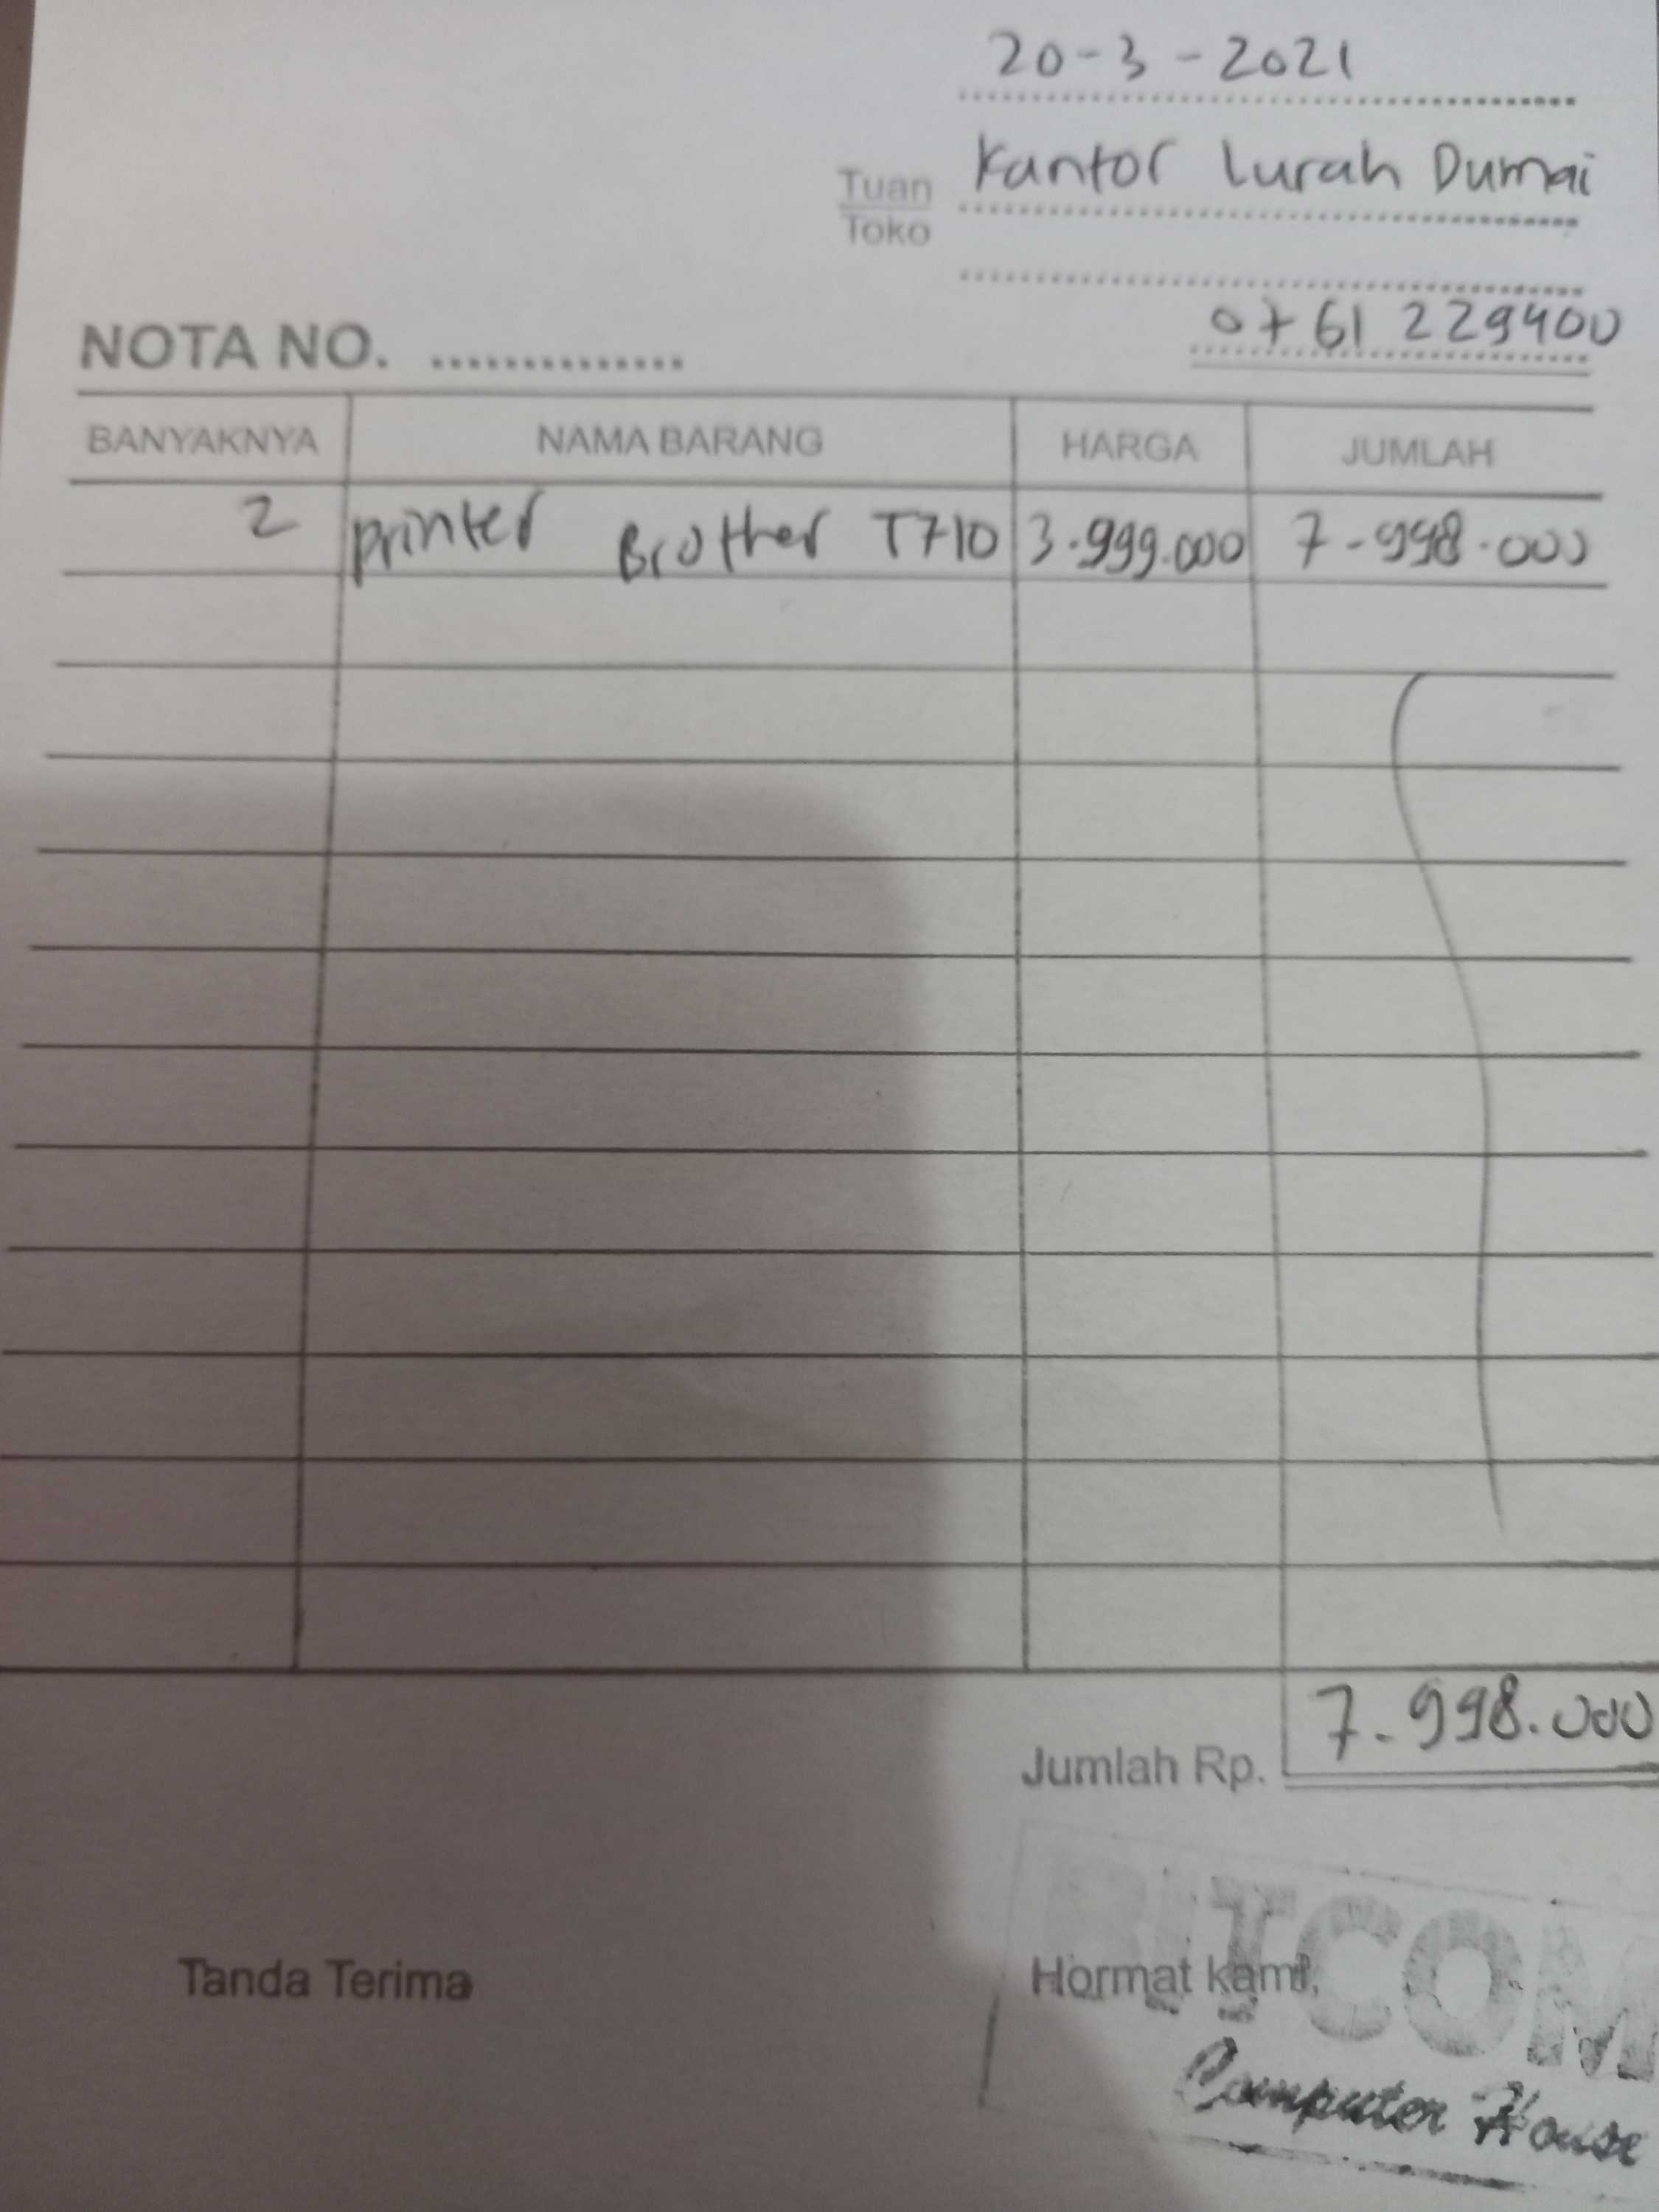 20-3-2021
Tuan Kantor Lurah Dumai
Toko
NOTA NO. .............. 0761 229400
BANYAKNYA NAMA BARANG HARGA JUMLAH
2 printer Brother T710 3.999.000 7-998.000
Jumlah Rp. 7-998.000
Tanda Terima Hormat kami,
BITCOM
Computer House